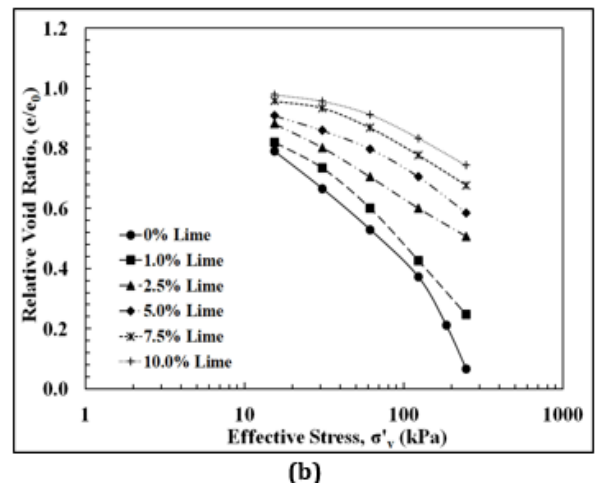 1.2
1.0
0.8
0.6
0.4
0.2
0.0
Relative Void Ratio, (e/e₀)
0% Lime
1.0% Lime
2.5% Lime
5.0% Lime
7.5% Lime
10.0% Lime
1 10 100 1000
Effective Stress, σ'ᵥ (kPa)
(b)